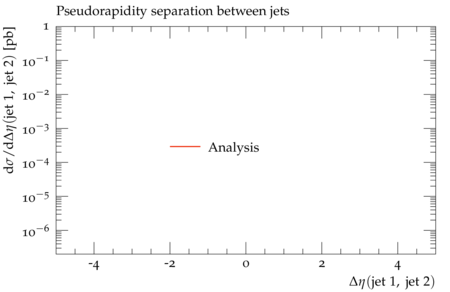 Pseudorapidity separation between jets
dσ/dΔη(jet 1, jet 2) [pb]
1
10⁻¹
10⁻²
10⁻³
10⁻⁴
10⁻⁵
10⁻⁶
Analysis
-4 -2 0 2 4
Δη(jet 1, jet 2)